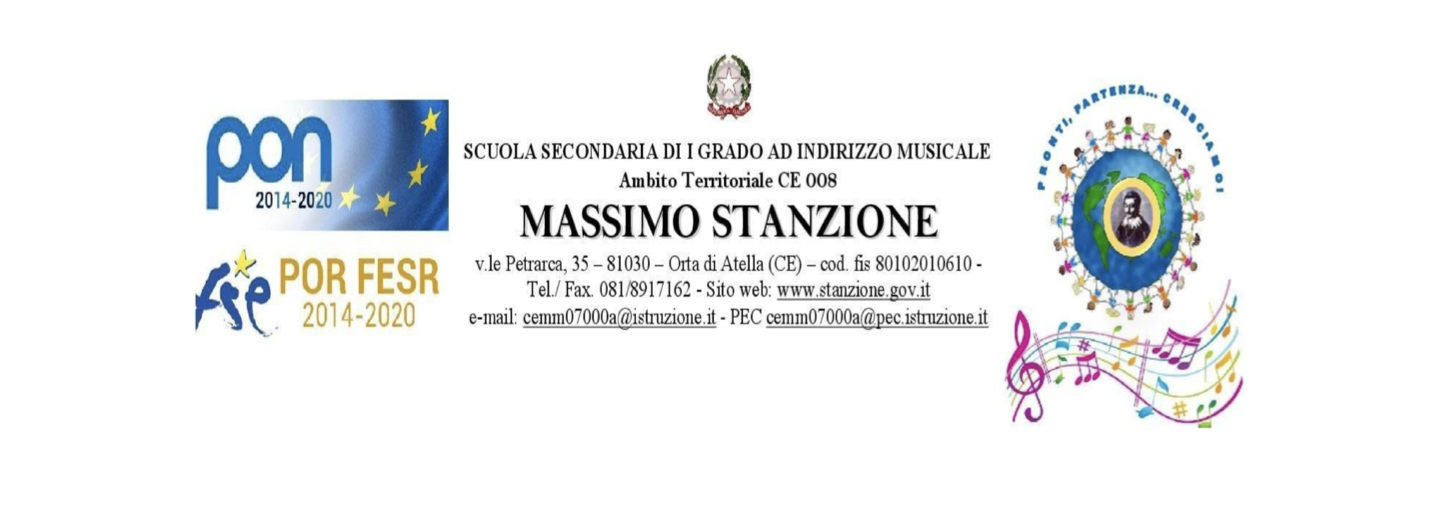 pon
2014-2020
fse
POR FESR
2014-2020
SCUOLA SECONDARIA DI I GRADO AD INDIRIZZO MUSICALE
Ambito Territoriale CE 008
MASSIMO STANZIONE
v.le Petrarca, 35 – 81030 – Orta di Atella (CE) – cod. fis 80102010610 -
Tel./ Fax. 081/8917162 - Sito web: www.stanzione.gov.it
e-mail: cemm07000a@istruzione.it - PEC cemm07000a@pec.istruzione.it
PRONTI, PARTENZA... CRESCIAMO!